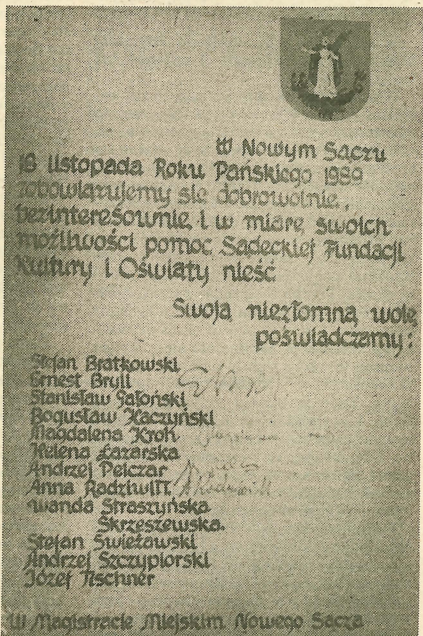 W Nowym Sączu
18 listopada Roku Pańskiego 1989
zobowiązujemy się dobrowolnie,
bezinteresownie i w miarę swoich
możliwości pomoc Sądeckiej Fundacji
Kultury i Oświaty nieść
Swoją niezłomną wolę
poświadczamy:
Stefan Bratkowski
Ernest Bryll
Stanisław Gałoński
Bogusław Kaczyński
Magdalena Kroh
Helena Łazarska
Andrzej Pelczar
Anna Radziwiłł
Wanda Straszyńska
Skrzeszewska.
Stefan Świeżawski
Andrzej Szczypiorski
Józef Tischner
W Magistracie Miejskim Nowego Sącza